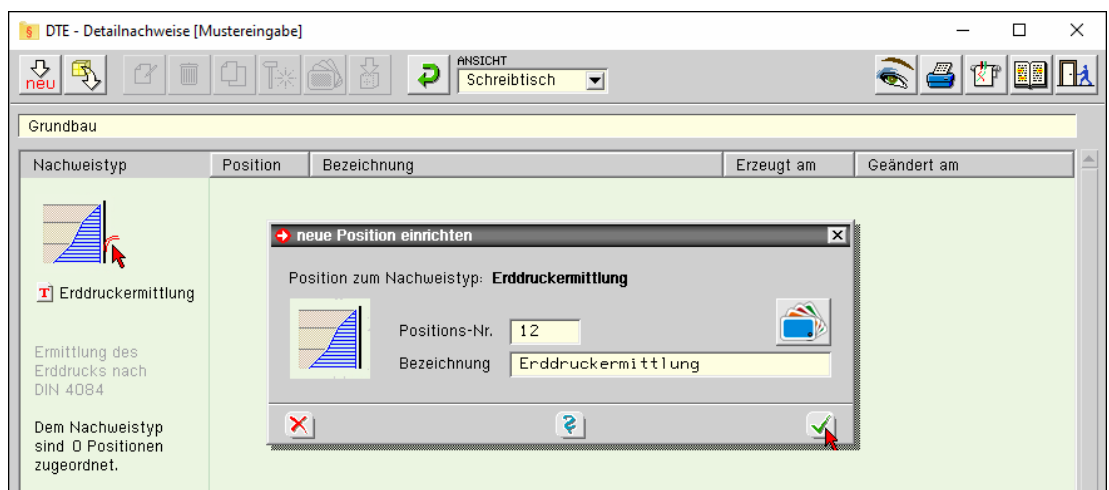 DTE - Detailnachweise [Mustereingabe]
neu
ANSICHT
Schreibtisch
Grundbau
Nachweistyp Position Bezeichnung Erzeugt am Geändert am
T Erddruckermittlung
Ermittlung des
Erddrucks nach
DIN 4084
Dem Nachweistyp
sind 0 Positionen
zugeordnet.
neue Position einrichten
Position zum Nachweistyp: Erddruckermittlung
Positions-Nr. 12
Bezeichnung Erddruckermittlung